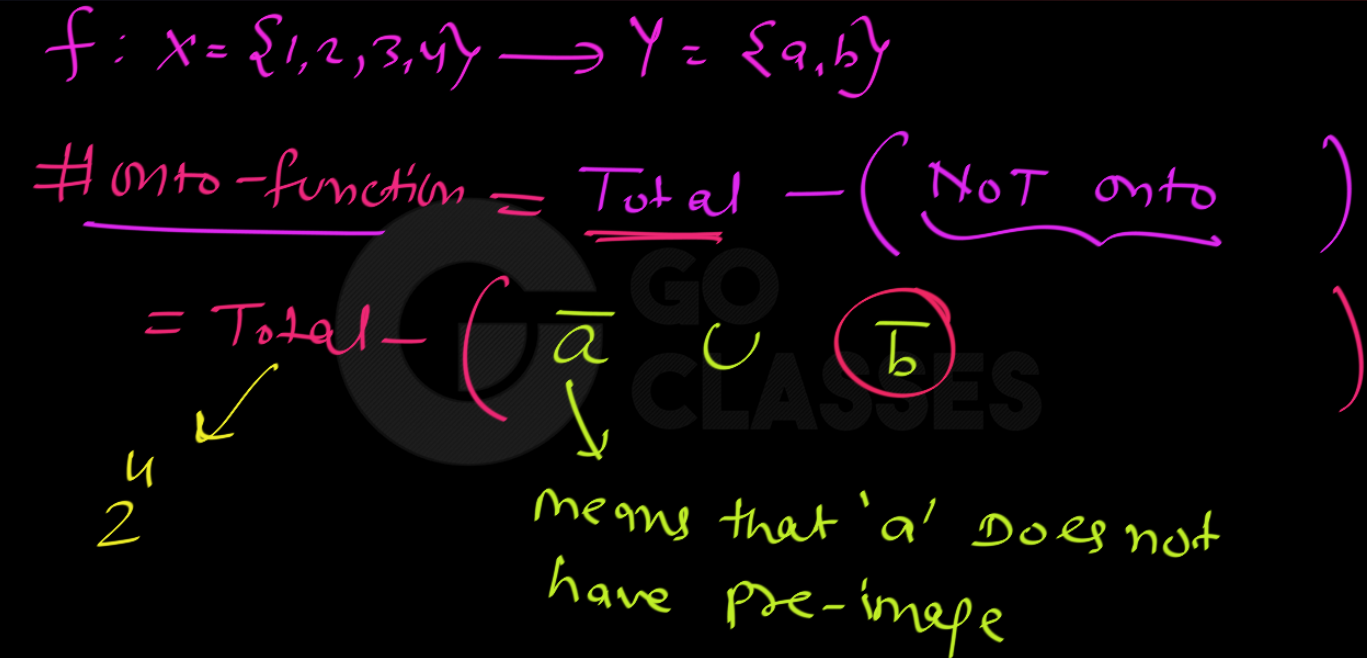 f: X = {1,2,3,4} ⟶ Y = {a,b}
# onto-function = Total - (NOT onto)
= Total - (a̅ ∪ b̅)
2⁴
means that 'a' Does not
have pre-image
GO
CLASSES